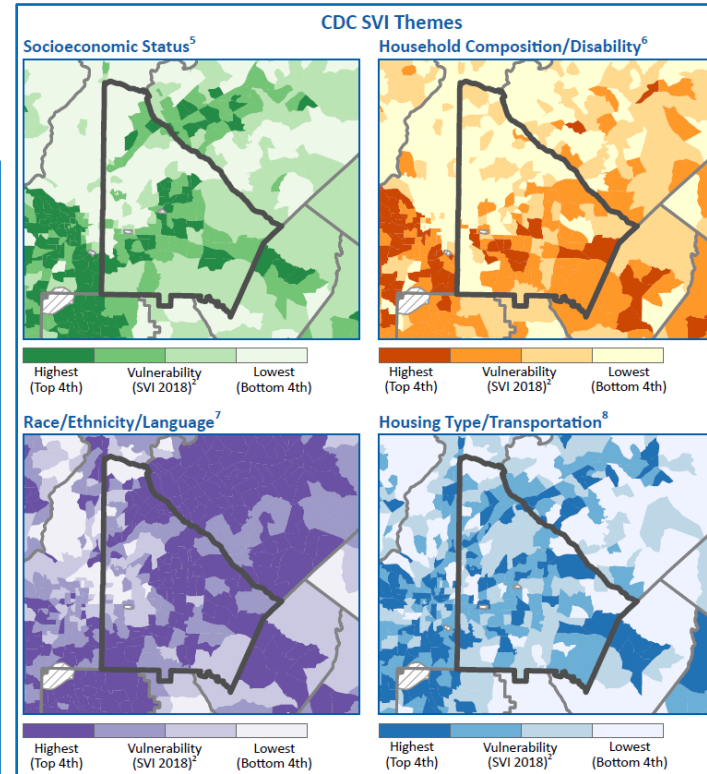 CDC SVI Themes
Socioeconomic Status⁵
Household Composition/Disability⁶
Highest
(Top 4th)
Vulnerability
(SVI 2018)²
Lowest
(Bottom 4th)
Highest
(Top 4th)
Vulnerability
(SVI 2018)²
Lowest
(Bottom 4th)
Race/Ethnicity/Language⁷
Housing Type/Transportation⁸
Highest
(Top 4th)
Vulnerability
(SVI 2018)²
Lowest
(Bottom 4th)
Highest
(Top 4th)
Vulnerability
(SVI 2018)²
Lowest
(Bottom 4th)